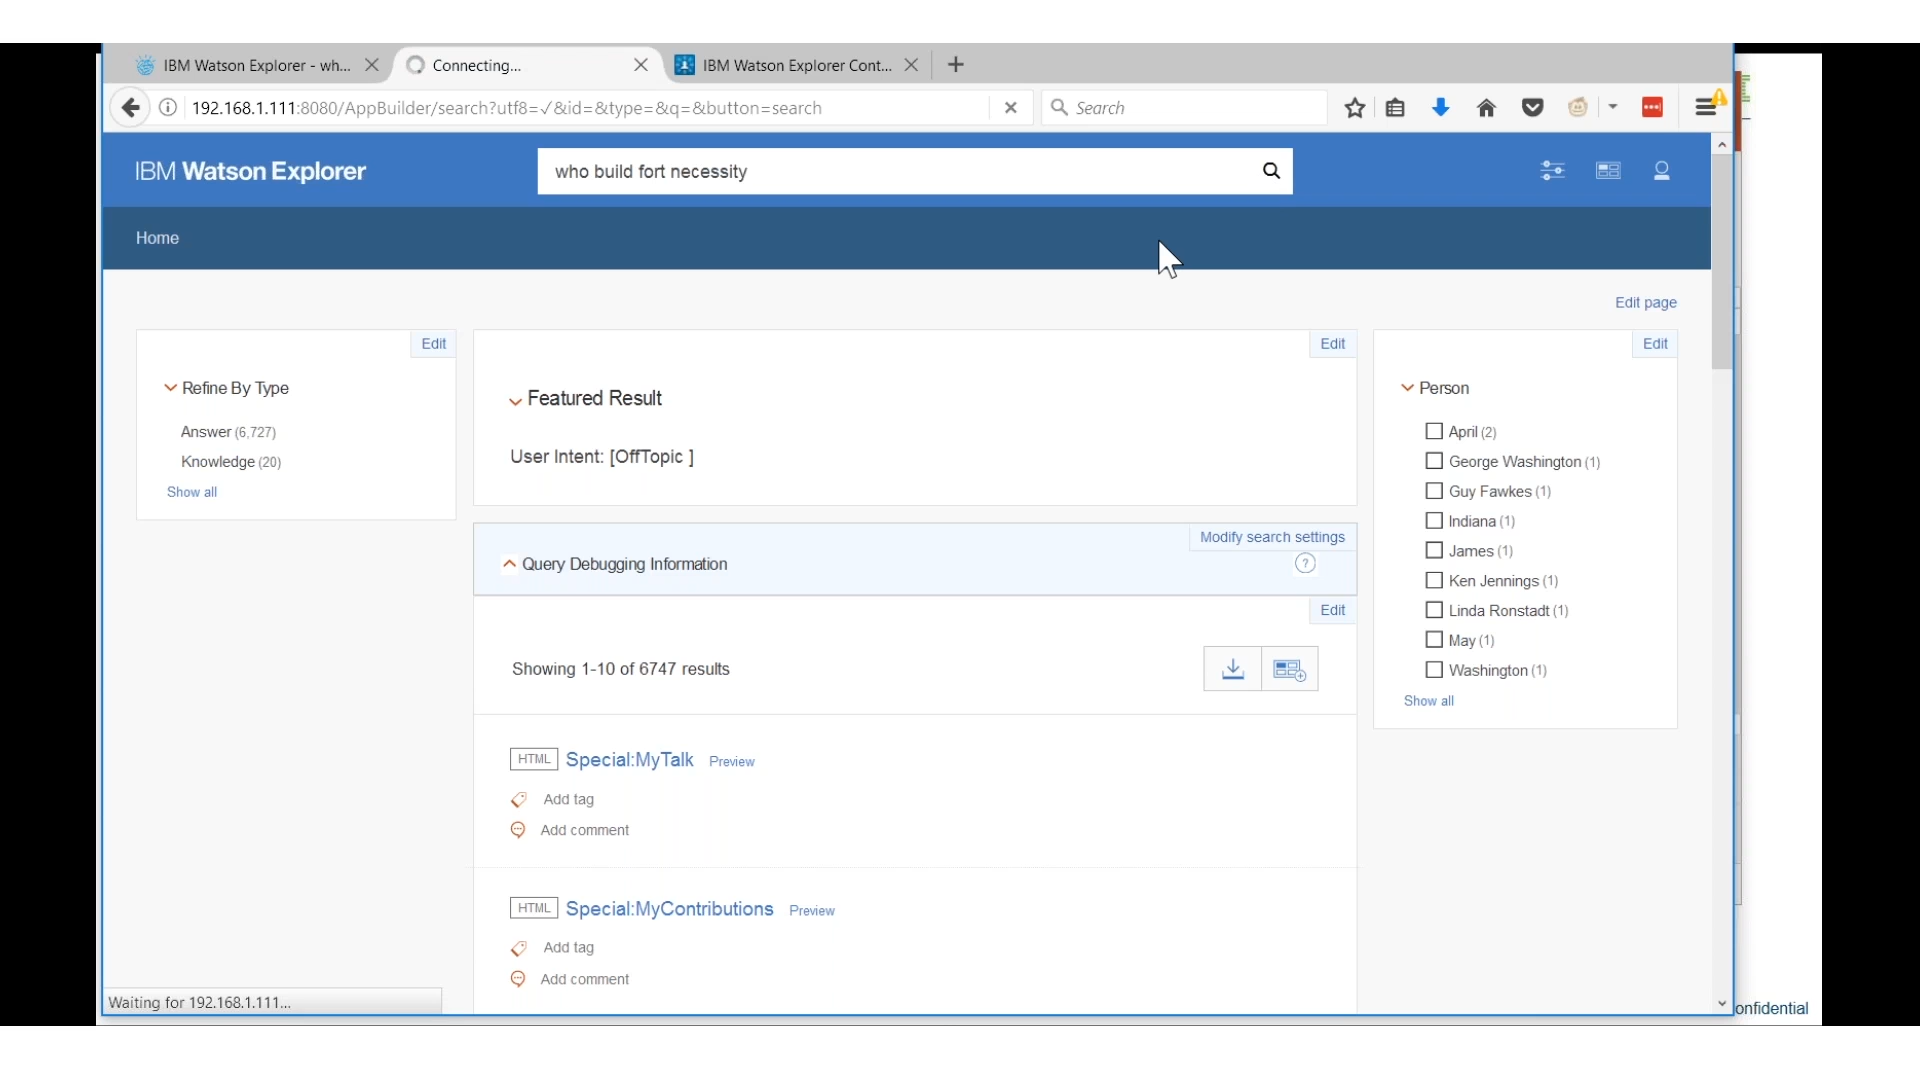 IBM Watson Explorer - wh...
Connecting...
IBM Watson Explorer Cont...
192.168.1.111:8080/AppBuilder/search?utf8=✓&id=&type=&q=&button=search
Search
IBM Watson Explorer
who build fort necessity
Home
Edit page
Edit
Refine By Type
Answer (6,727)
Knowledge (20)
Show all
Edit
Featured Result
User Intent: [OffTopic ]
Modify search settings
Query Debugging Information
?
Edit
Showing 1-10 of 6747 results
HTML Special:MyTalk Preview
Add tag
Add comment
HTML Special:MyContributions Preview
Add tag
Add comment
Edit
Person
April (2)
George Washington (1)
Guy Fawkes (1)
Indiana (1)
James (1)
Ken Jennings (1)
Linda Ronstadt (1)
May (1)
Washington (1)
Show all
Waiting for 192.168.1.111...
onfidential